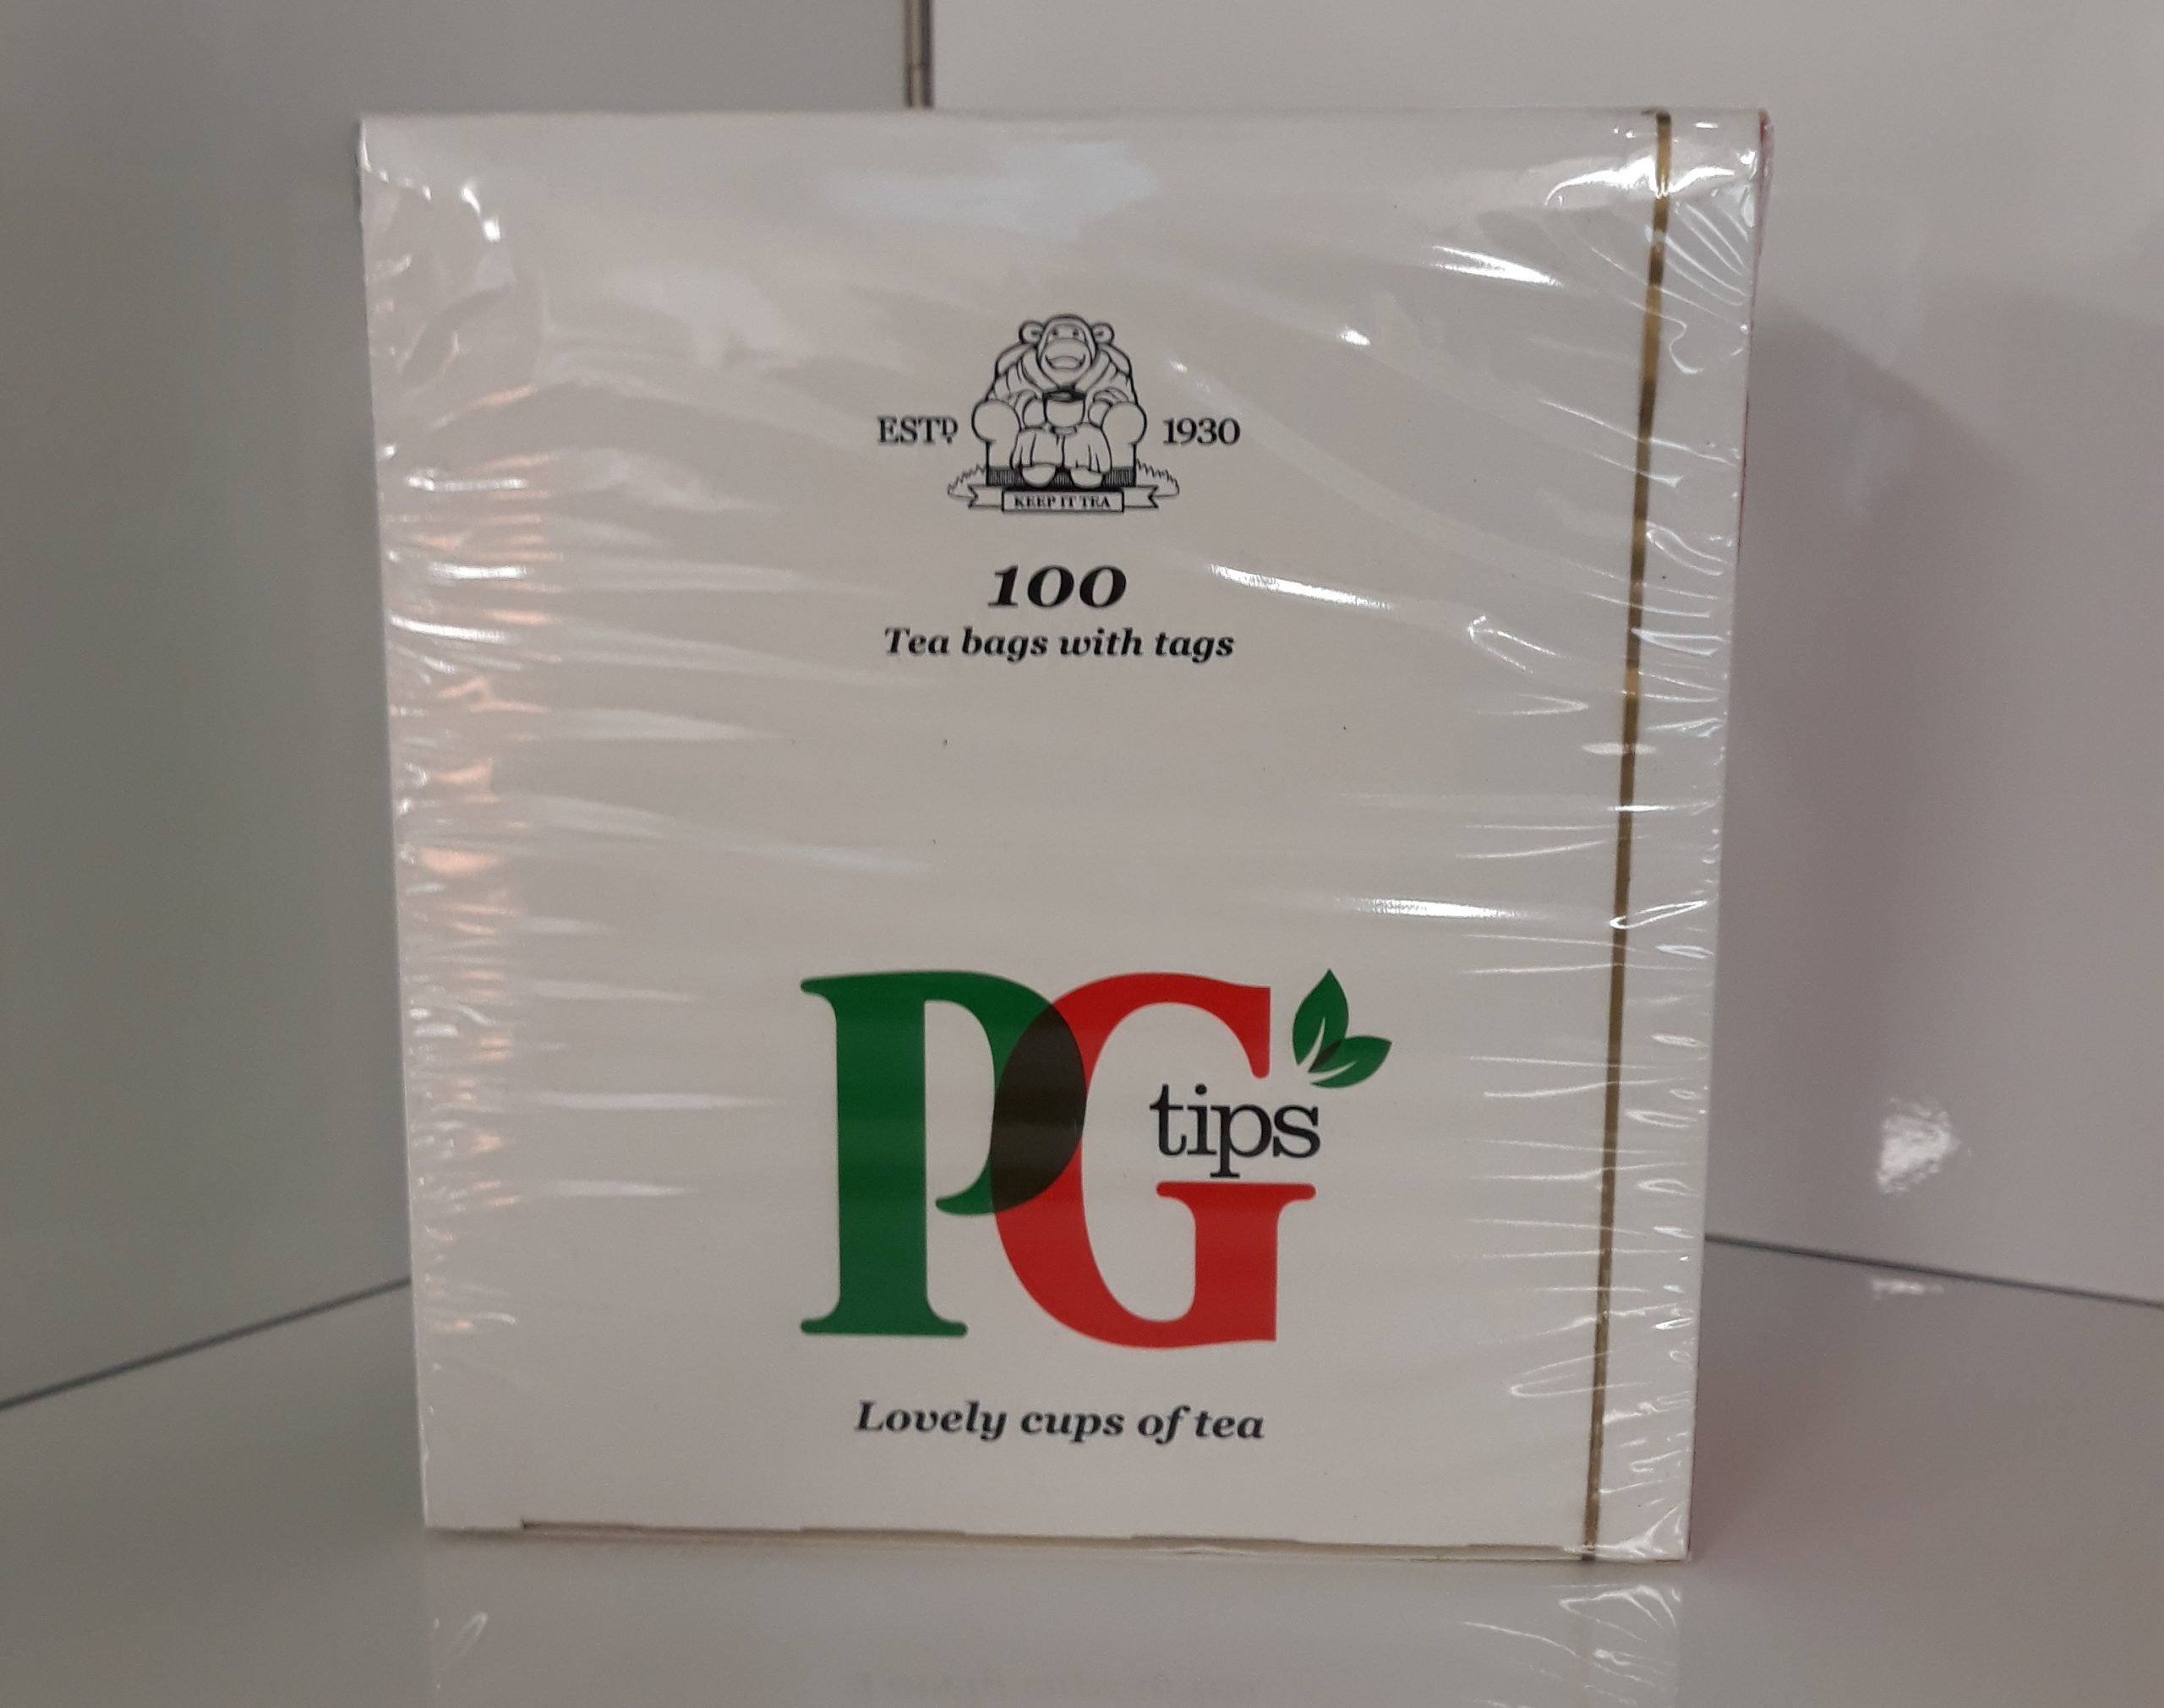 ESTD 1930
KEEP IT TEA
100
Tea bags with tags
PG
tips
Lovely cups of tea